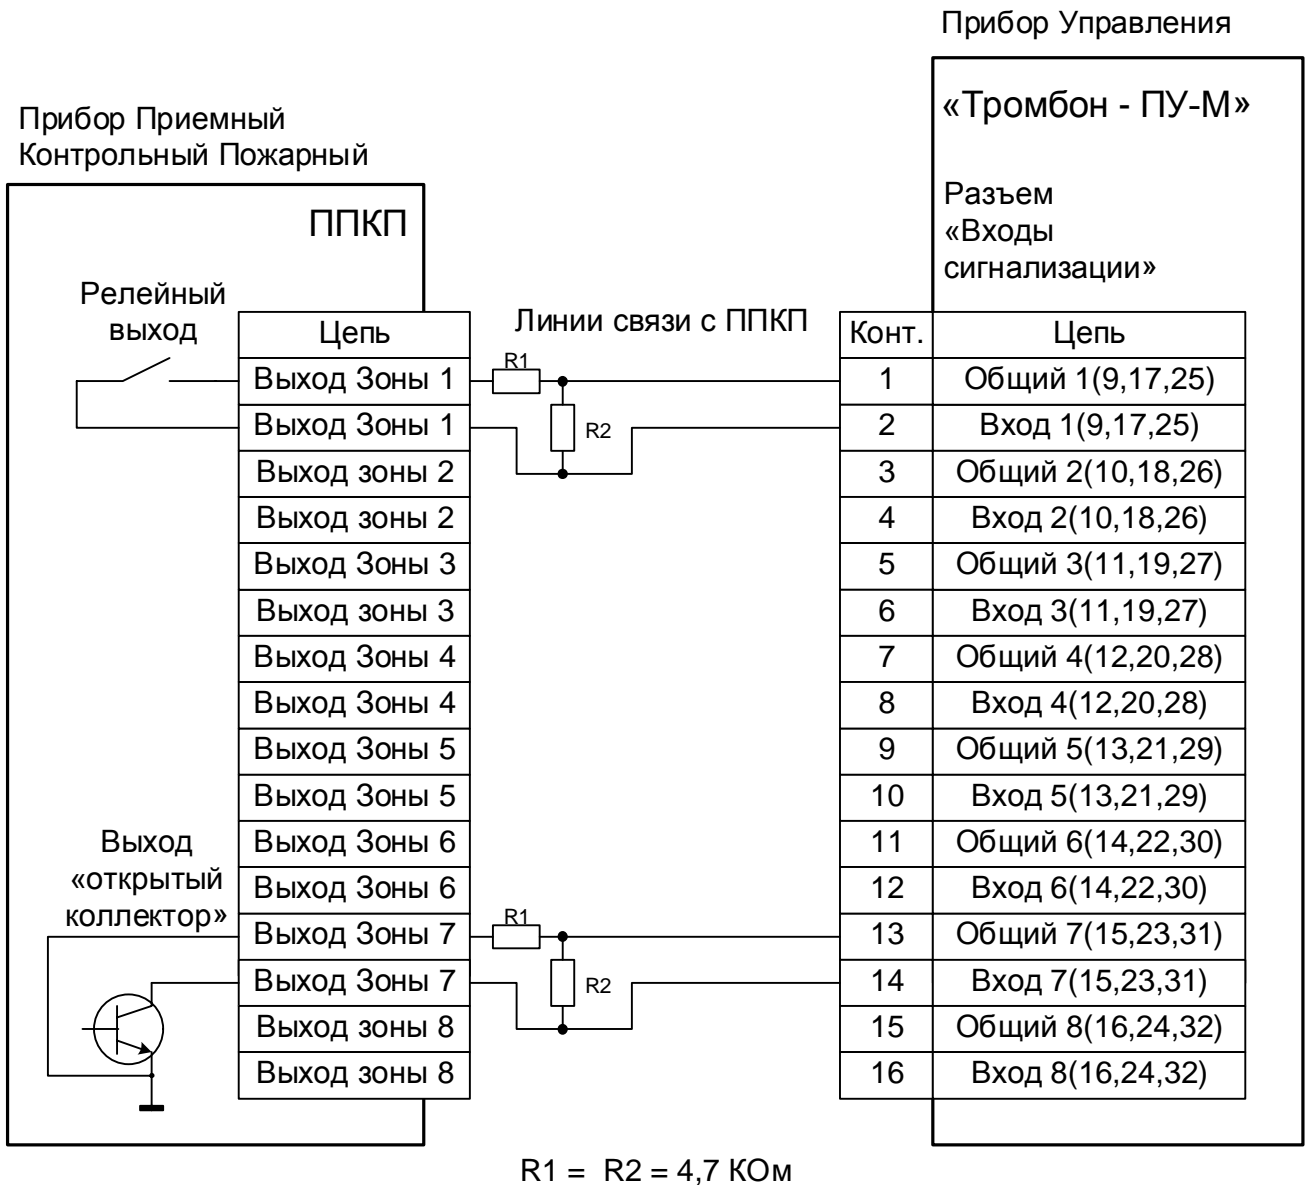 Прибор Управления
«Тромбон - ПУ-М»
Прибор Приемный
Контрольный Пожарный
Разъем
«Входы
сигнализации»
ППКП
Релейный
выход
Линии связи с ППКП
Цепь
Выход Зоны 1
Выход Зоны 1
Выход зоны 2
Выход зоны 2
Выход Зоны 3
Выход зоны 3
Выход Зоны 4
Выход Зоны 4
Выход Зоны 5
Выход Зоны 5
Выход Зоны 6
Выход Зоны 6
Выход Зоны 7
Выход Зоны 7
Выход зоны 8
Выход зоны 8
Выход
«открытый
коллектор»
R1
R2
R1
R2
Конт. Цепь
1 Общий 1(9,17,25)
2 Вход 1(9,17,25)
3 Общий 2(10,18,26)
4 Вход 2(10,18,26)
5 Общий 3(11,19,27)
6 Вход 3(11,19,27)
7 Общий 4(12,20,28)
8 Вход 4(12,20,28)
9 Общий 5(13,21,29)
10 Вход 5(13,21,29)
11 Общий 6(14,22,30)
12 Вход 6(14,22,30)
13 Общий 7(15,23,31)
14 Вход 7(15,23,31)
15 Общий 8(16,24,32)
16 Вход 8(16,24,32)
R1 = R2 = 4,7 КОм